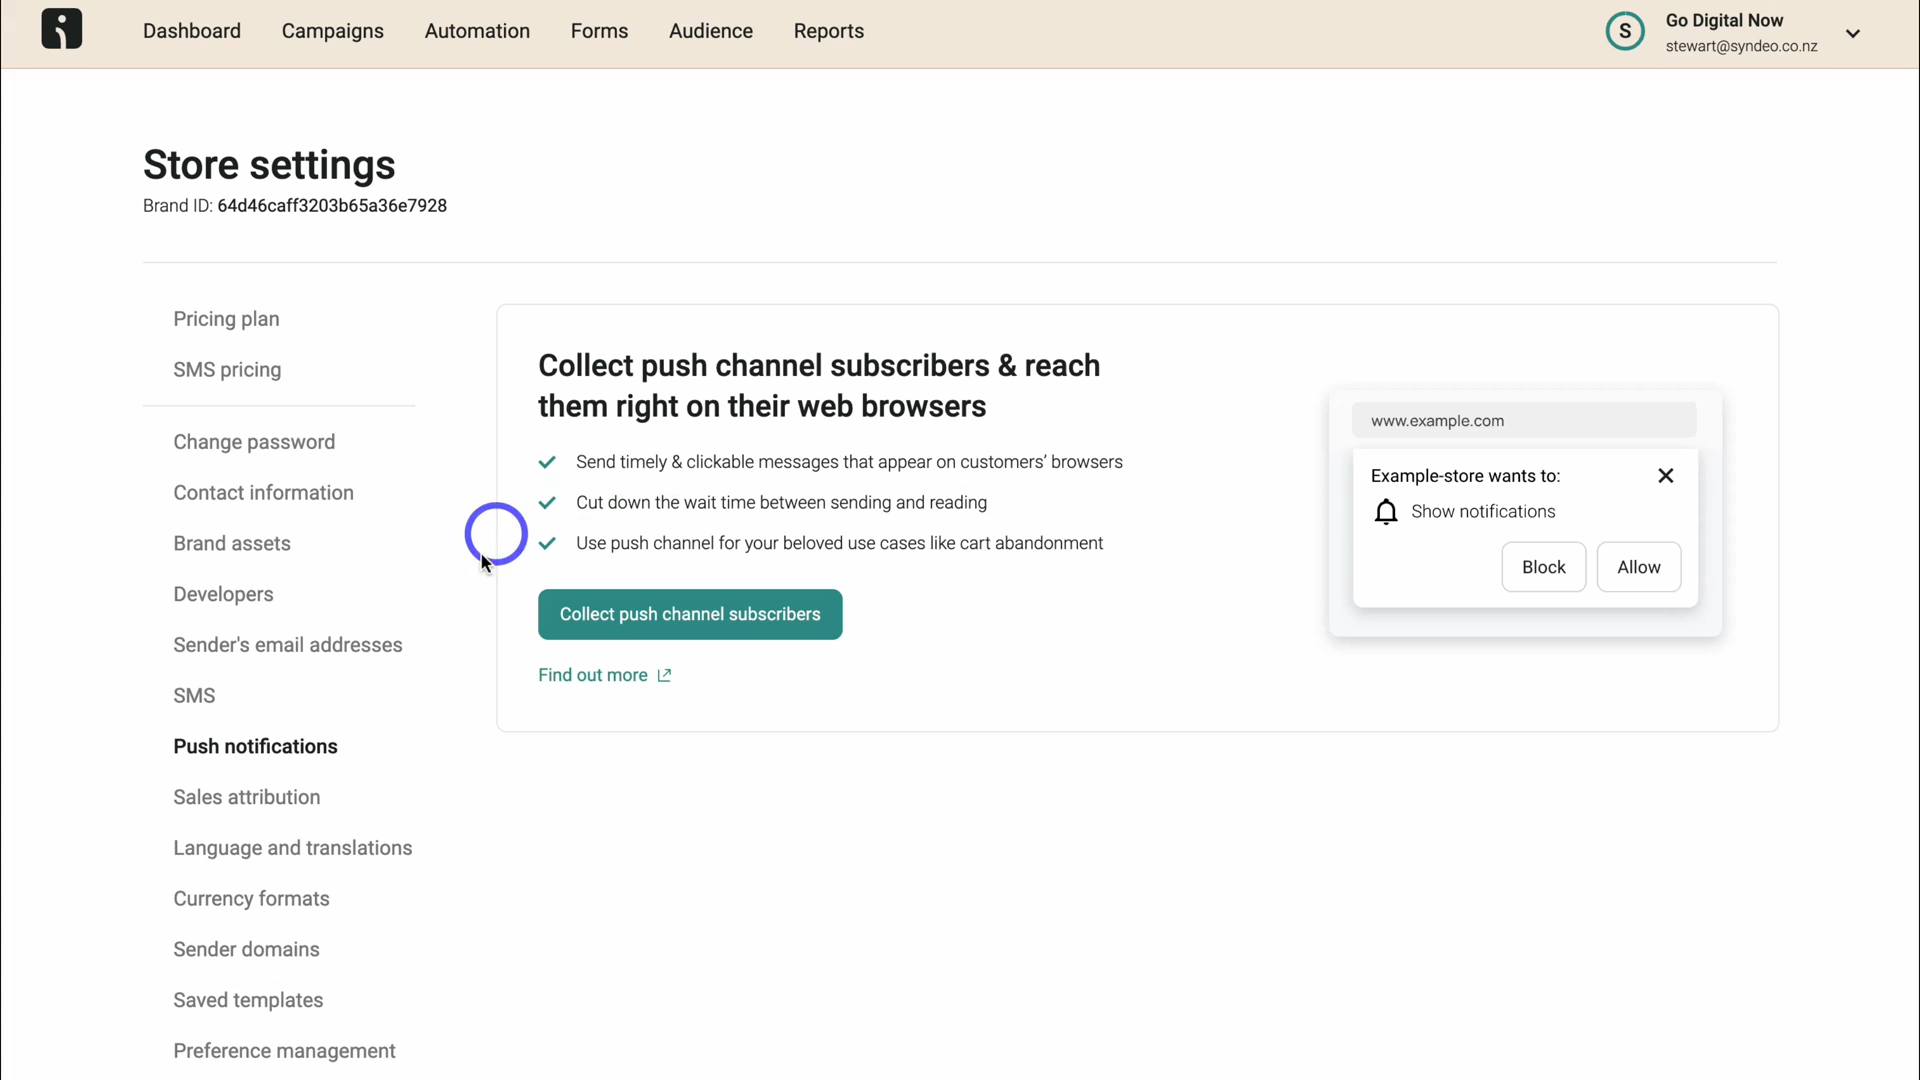 Dashboard
Campaigns
Automation
Forms
Audience
Reports
S
Go Digital Now
stewart@syndeo.co.nz
Store settings
Brand ID: 64d46caff3203b65a36e7928
Pricing plan
SMS pricing
Change password
Contact information
Brand assets
Developers
Sender's email addresses
SMS
Push notifications
Sales attribution
Language and translations
Currency formats
Sender domains
Saved templates
Preference management
Collect push channel subscribers & reach
them right on their web browsers
Send timely & clickable messages that appear on customers’ browsers
Cut down the wait time between sending and reading
Use push channel for your beloved use cases like cart abandonment
Collect push channel subscribers
Find out more
www.example.com
Example-store wants to:
Show notifications
Block
Allow